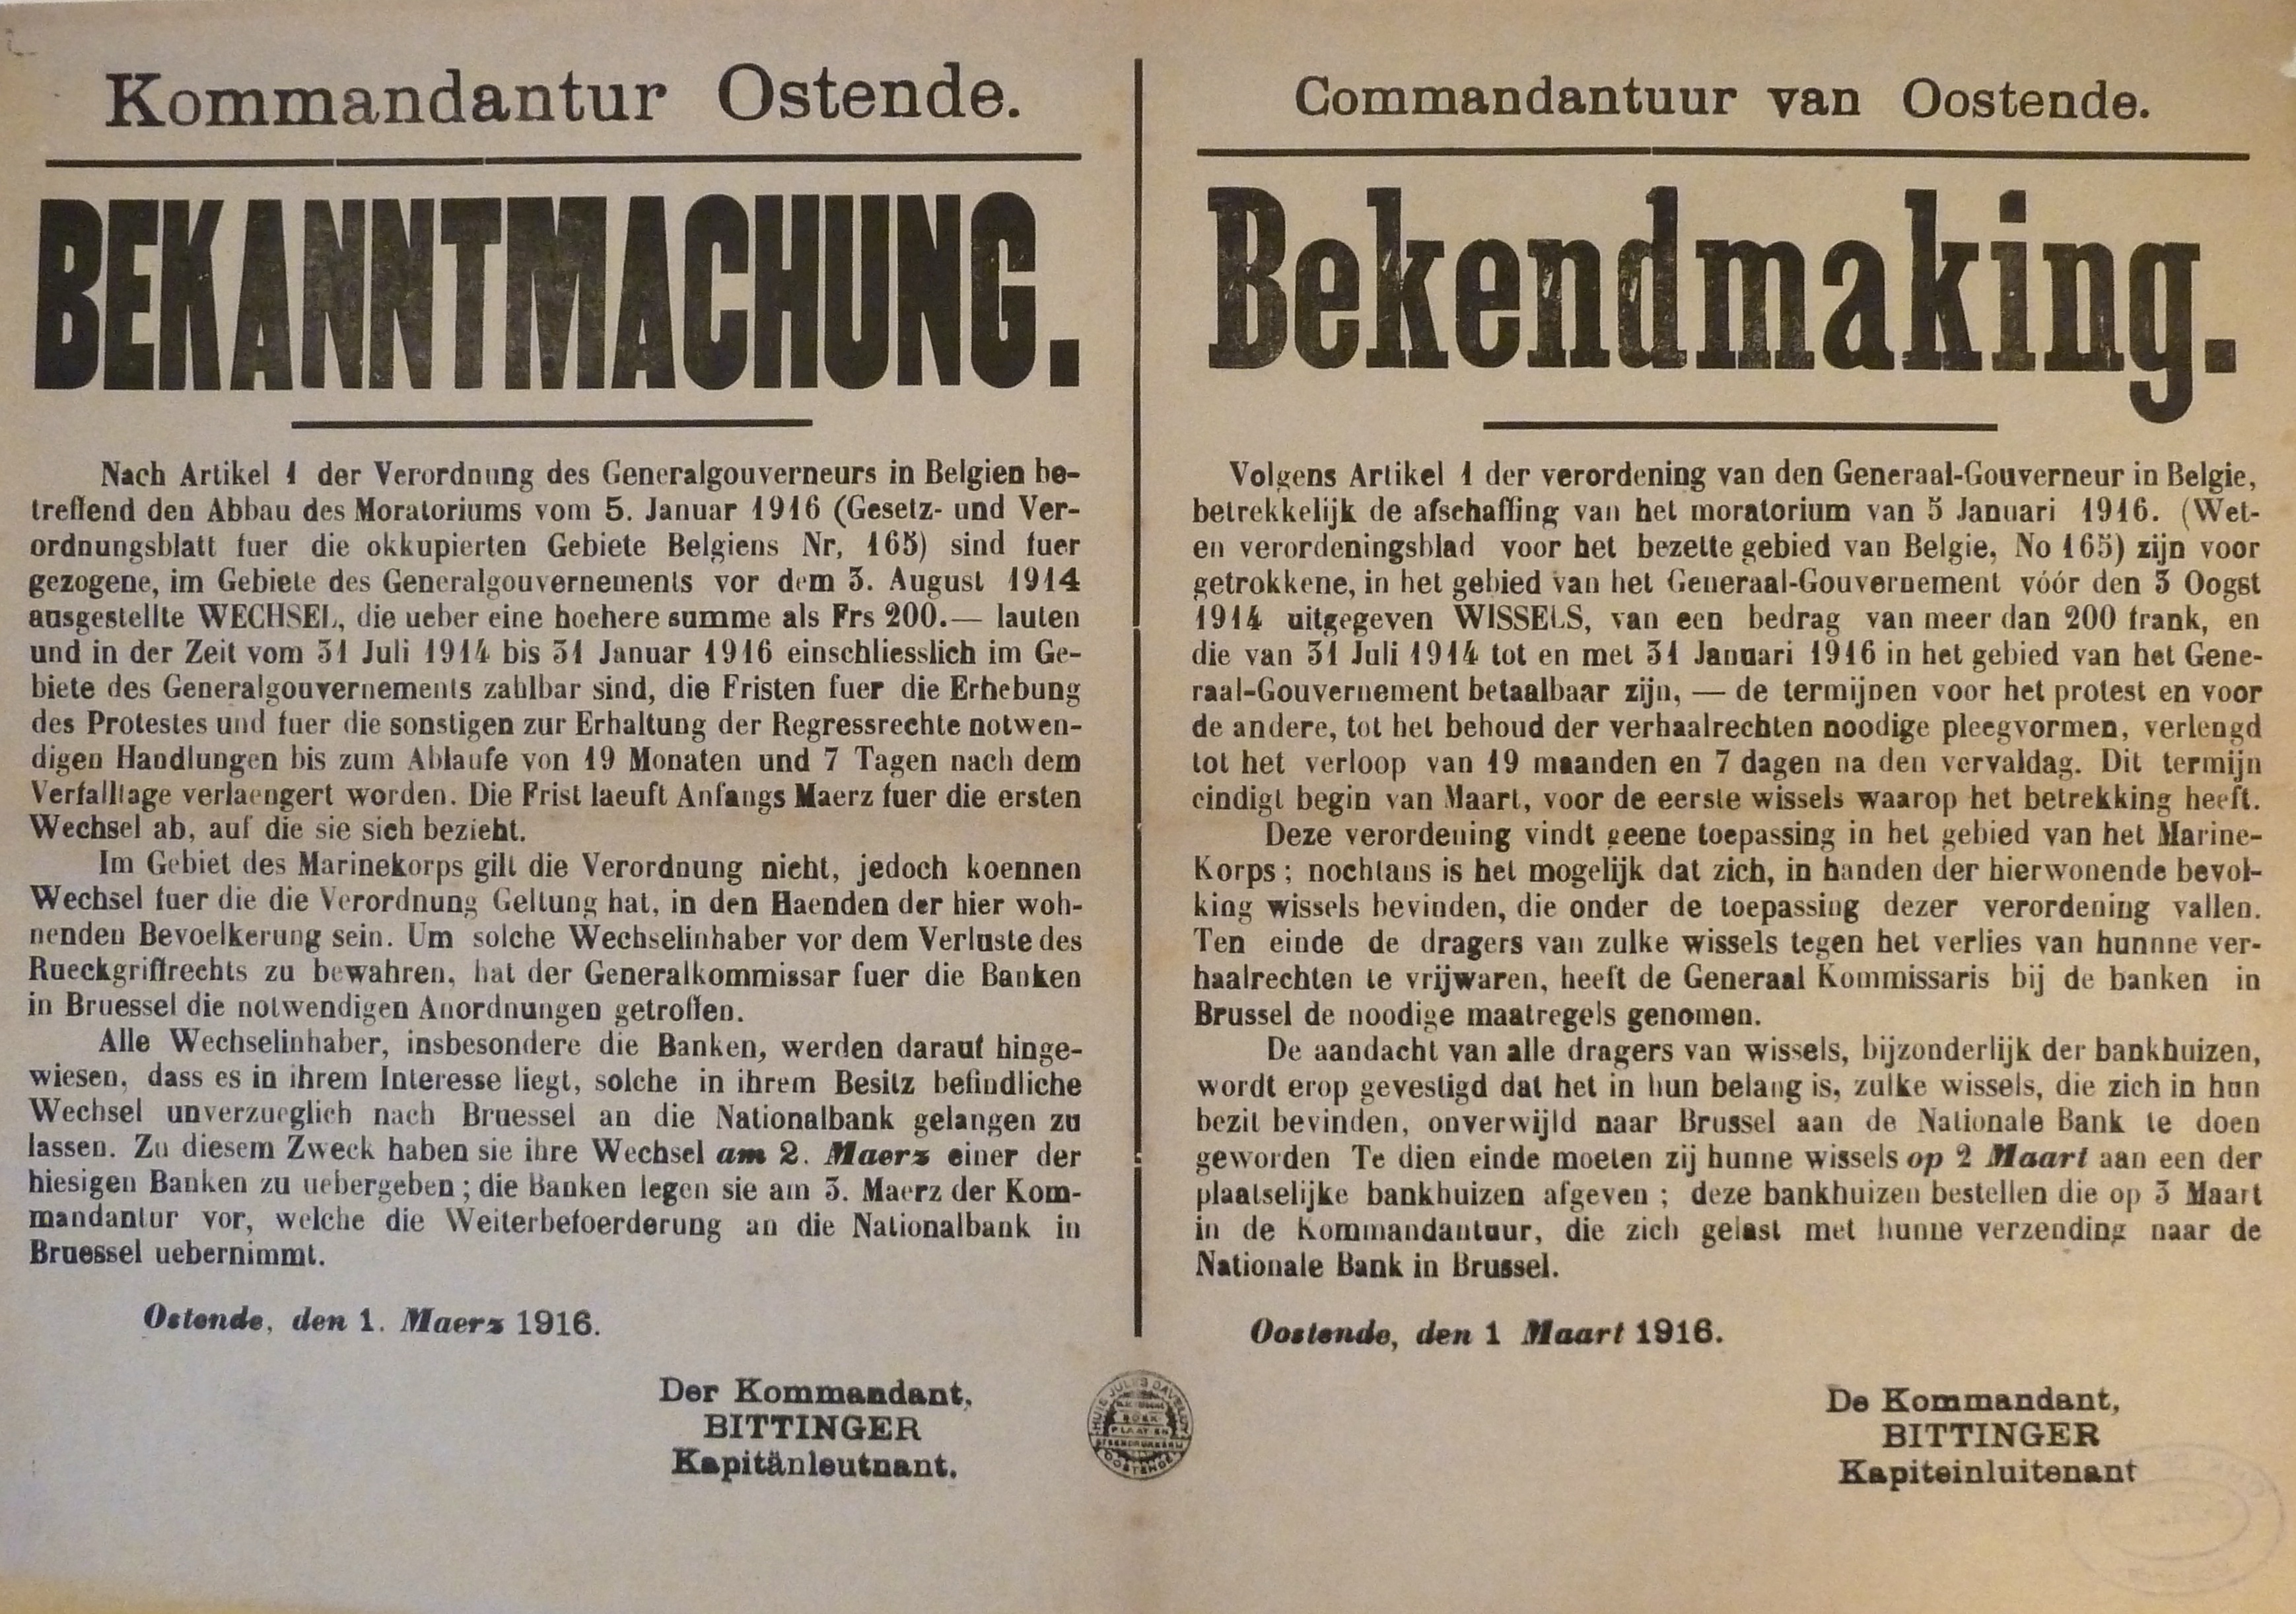 Kommandantur Ostende.
BEKANNTMACHUNG.
Nach Artikel 1 der Verordnung des Generalgouverneurs in Belgien be-
treffend den Abbau des Moratoriums vom 5. Januar 1916 (Gesetz- und Ver-
ordnungsblatt fuer die okkupierten Gebiete Belgiens Nr, 165) sind fuer
gezogene, im Gebiete des Generalgouvernements vor dem 3. August 1914
ausgestellte WECHSEL, die ueber eine hoehere summe als Frs 200.— lauten
und in der Zeit vom 31 Juli 1914 bis 31 Januar 1916 einschliesslich im Ge-
biete des Generalgouvernements zahlbar sind, die Fristen fuer die Erhebung
des Protestes und fuer die sonstigen zur Erhaltung der Regressrechte notwen-
digen Handlungen bis zum Ablaufe von 19 Monaten und 7 Tagen nach dem
Verfalltage verlaengert worden. Die Frist laeuft Anfangs Maerz fuer die ersten
Wechsel ab, auf die sie sich bezieht.
Im Gebiet des Marinekorps gilt die Verordnung nicht, jedoch koennen
Wechsel fuer die die Verordnung Geltung hat, in den Haenden der hier woh-
nenden Bevoelkerung sein. Um solche Wechselinhaber vor dem Verluste des
Rueckgriffrechts zu bewahren, hat der Generalkommissar fuer die Banken
in Bruessel die notwendigen Anordnungen getroffen.
Alle Wechselinhaber, insbesondere die Banken, werden darauf hinge-
wiesen, dass es in ihrem Interesse liegt, solche in ihrem Besitz befindliche
Wechsel unverzueglich nach Bruessel an die Nationalbank gelangen zu
lassen. Zu diesem Zweck haben sie ihre Wechsel am 2. Maerz einer der
hiesigen Banken zu uebergeben ; die Banken legen sie am 3. Maerz der Kom-
mandantur vor, welche die Weiterbefoerderung an die Nationalbank in
Bruessel uebernimmt.
Ostende, den 1. Maerz 1916.
Der Kommandant,
BITTINGER
Kapitänleutnant.
Commandantuur van Oostende.
Bekendmaking.
Volgens Artikel 1 der verordening van den Generaal-Gouverneur in Belgie,
betrekkelijk de afschaffing van het moratorium van 5 Januari 1916. (Wet-
en verordeningsblad voor het bezette gebied van Belgie, No 165) zijn voor
getrokkene, in het gebied van het Generaal-Gouvernement vóór den 3 Oogst
1914 uitgegeven WISSELS, van een bedrag van meer dan 200 frank, en
die van 31 Juli 1914 tot en met 31 Januari 1916 in het gebied van het Gene-
raal-Gouvernement betaalbaar zijn, — de termijnen voor het protest en voor
de andere, tot het behoud der verhaalrechten noodige pleegvormen, verlengd
tot het verloop van 19 maanden en 7 dagen na den vervaldag. Dit termijn
eindigt begin van Maart, voor de eerste wissels waarop het betrekking heeft.
Deze verordening vindt geene toepassing in het gebied van het Marine-
Korps ; nochtans is het mogelijk dat zich, in handen der hierwonende bevol-
king wissels bevinden, die onder de toepassing dezer verordening vallen.
Ten einde de dragers van zulke wissels tegen het verlies van hunnne ver-
haalrechten te vrijwaren, heeft de Generaal Kommissaris bij de banken in
Brussel de noodige maatregels genomen.
De aandacht van alle dragers van wissels, bijzonderlijk der bankhuizen,
wordt erop gevestigd dat het in hun belang is, zulke wissels, die zich in hun
bezit bevinden, onverwijld naar Brussel aan de Nationale Bank te doen
geworden Te dien einde moeten zij hunne wissels op 2 Maart aan een der
plaatselijke bankhuizen afgeven ; deze bankhuizen bestellen die op 3 Maart
in de Kommandantuur, die zich gelast met hunne verzending naar de
Nationale Bank in Brussel.
Oostende, den 1 Maart 1916.
De Kommandant,
BITTINGER
Kapiteinluitenant
HUIS JULES
BOEK
PLAAT EN
STEENDRUKKERIJ
OOSTENDE